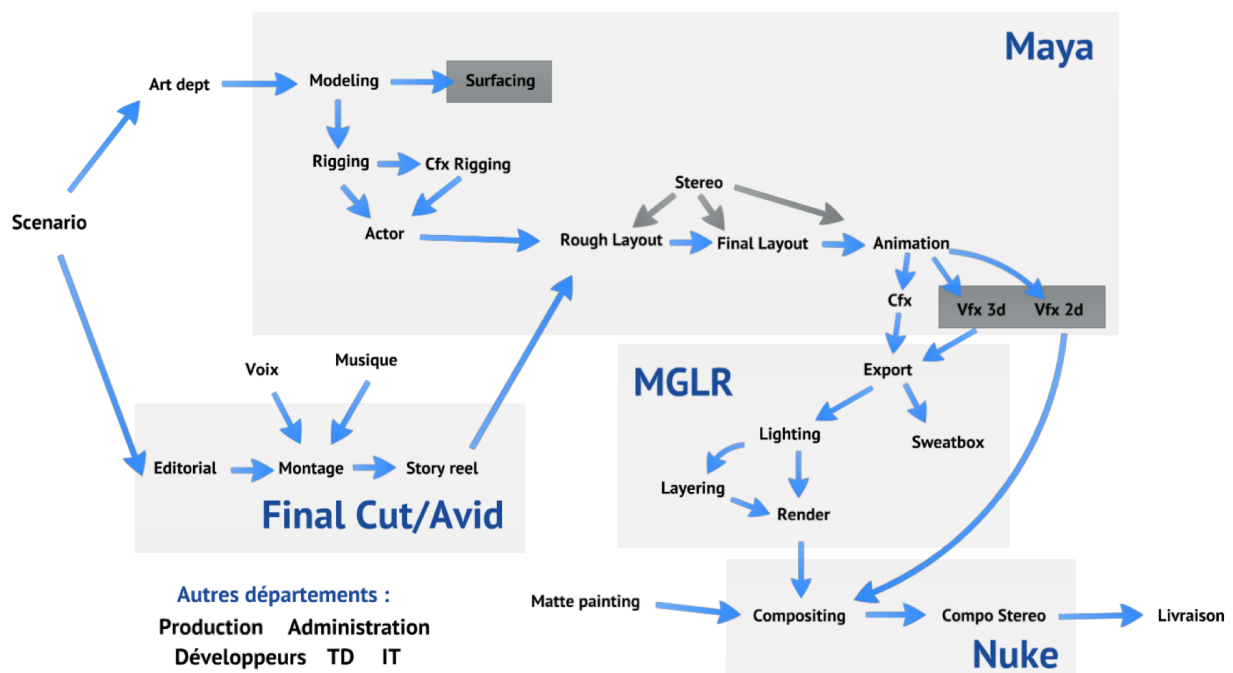 Maya
Art dept
Modeling
Surfacing
Rigging
Cfx Rigging
Stereo
Scenario
Actor
Rough Layout
Final Layout
Animation
Cfx
Vfx 3d
Vfx 2d
Voix
Musique
Export
MGLR
Lighting
Sweatbox
Editorial
Montage
Story reel
Layering
Final Cut/Avid
Render
Autres départements :
Production Administration
Développeurs TD IT
Matte painting
Compositing
Compo Stereo
Livraison
Nuke